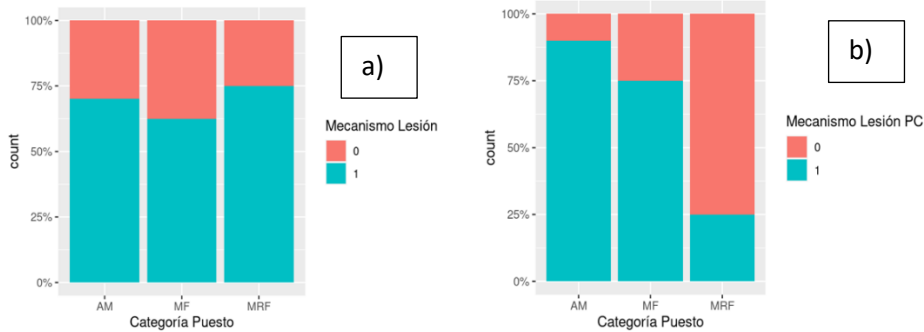 100%
75%
50%
25%
0%
count
AM
MF
MRF
Categoría Puesto
a)
Mecanismo Lesión
0
1
100%
75%
50%
25%
0%
count
AM
MF
MRF
Categoría Puesto
b)
Mecanismo Lesión PC
0
1